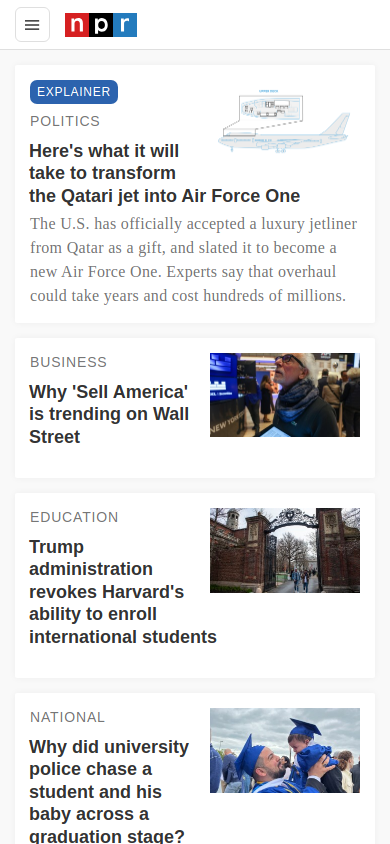 npr
EXPLAINER
POLITICS
Here's what it will
take to transform
the Qatari jet into Air Force One
The U.S. has officially accepted a luxury jetliner
from Qatar as a gift, and slated it to become a
new Air Force One. Experts say that overhaul
could take years and cost hundreds of millions.
BUSINESS
Why 'Sell America'
is trending on Wall
Street
NEW YORK
EDUCATION
Trump
administration
revokes Harvard's
ability to enroll
international students
NATIONAL
Why did university
police chase a
student and his
baby across a
graduation stage?